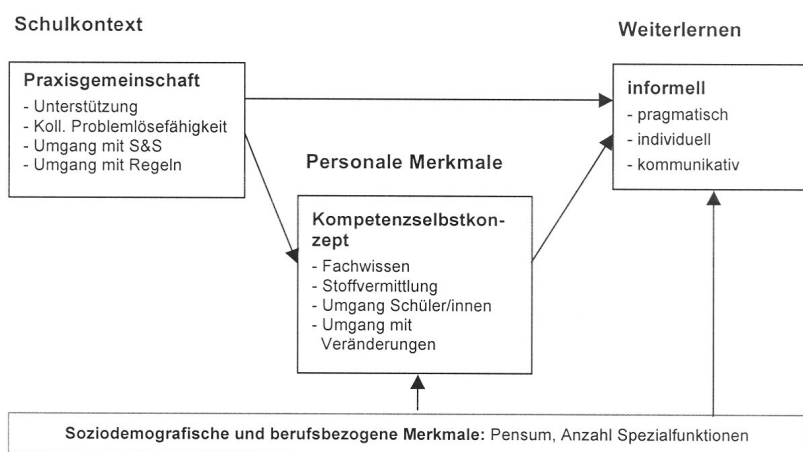 Schulkontext
Weiterlernen
Praxisgemeinschaft
- Unterstützung
- Koll. Problemlösefähigkeit
- Umgang mit S&S
- Umgang mit Regeln
informell
- pragmatisch
- individuell
- kommunikativ
Personale Merkmale
Kompetenzselbstkon-
zept
- Fachwissen
- Stoffvermittlung
- Umgang Schüler/innen
- Umgang mit
Veränderungen
Soziodemografische und berufsbezogene Merkmale: Pensum, Anzahl Spezialfunktionen